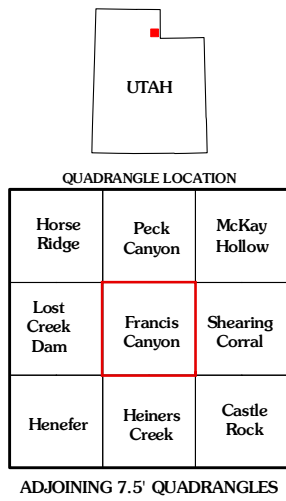 UTAH
QUADRANGLE LOCATION
Horse
Ridge
Peck
Canyon
McKay
Hollow
Lost
Creek
Dam
Francis
Canyon
Shearing
Corral
Henefer
Heiners
Creek
Castle
Rock
ADJOINING 7.5' QUADRANGLES